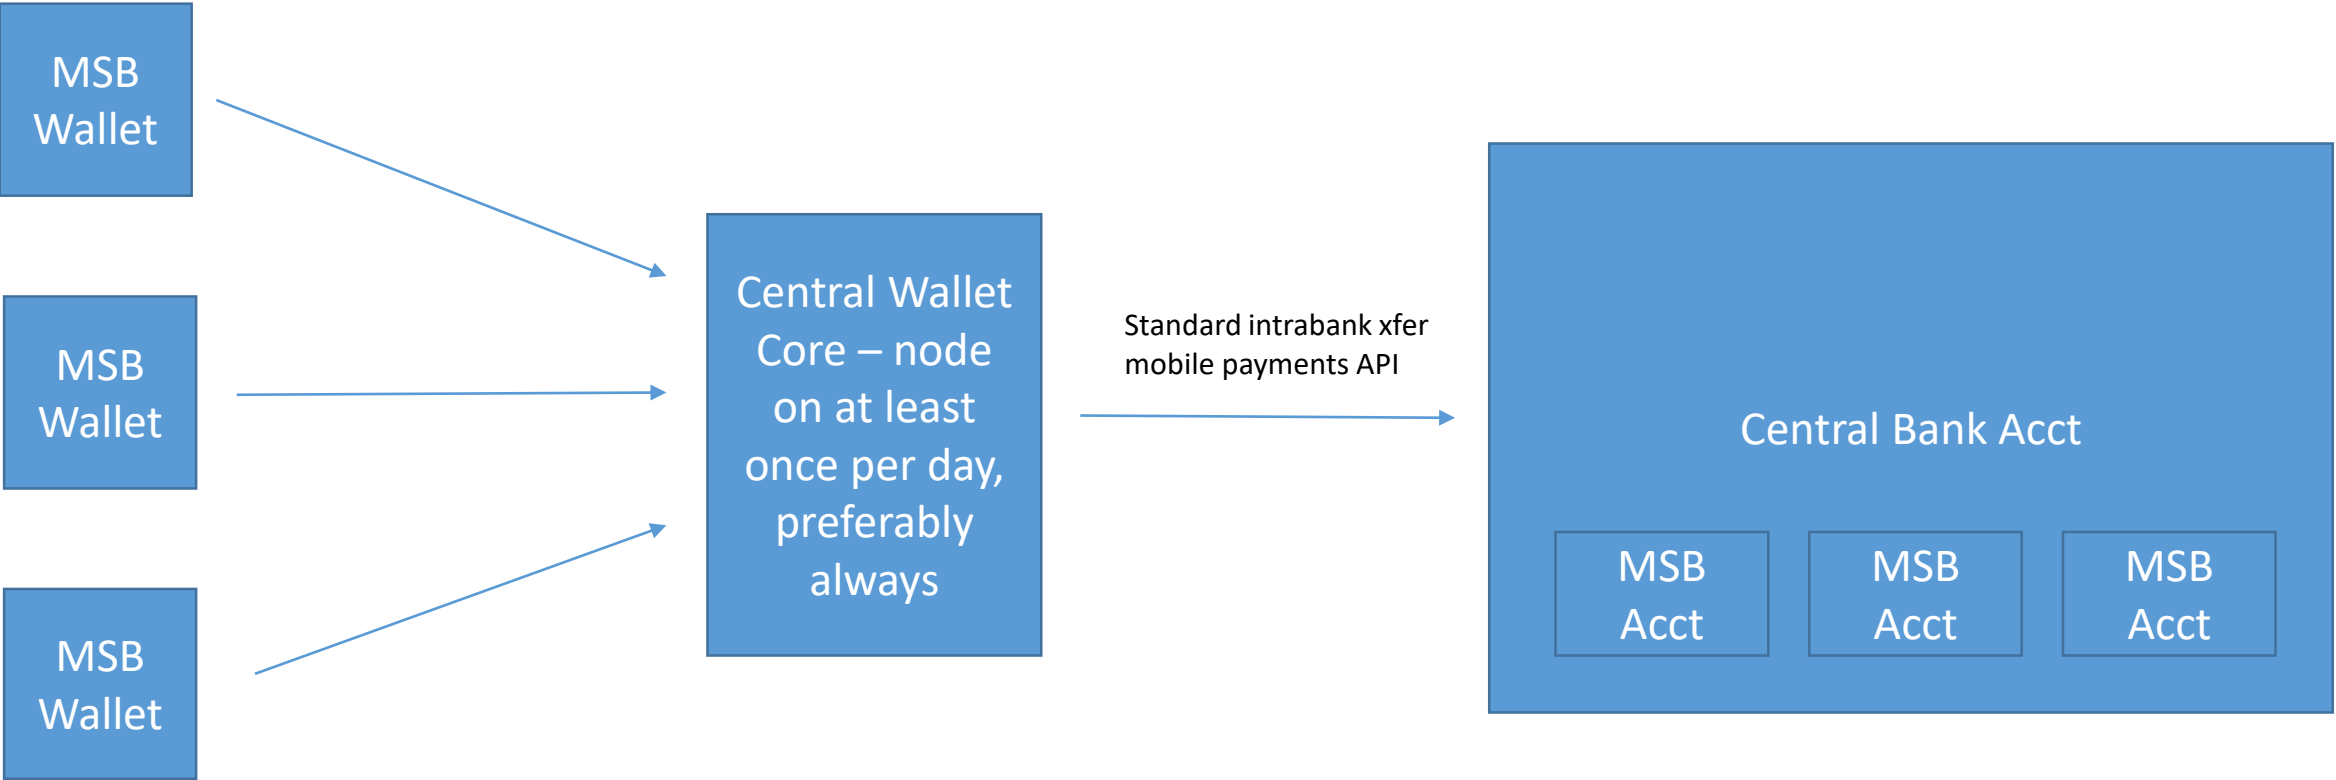 MSB
Wallet
MSB
Wallet
MSB
Wallet
Central Wallet
Core – node
on at least
once per day,
preferably
always
Standard intrabank xfer
mobile payments API
Central Bank Acct
MSB
Acct
MSB
Acct
MSB
Acct